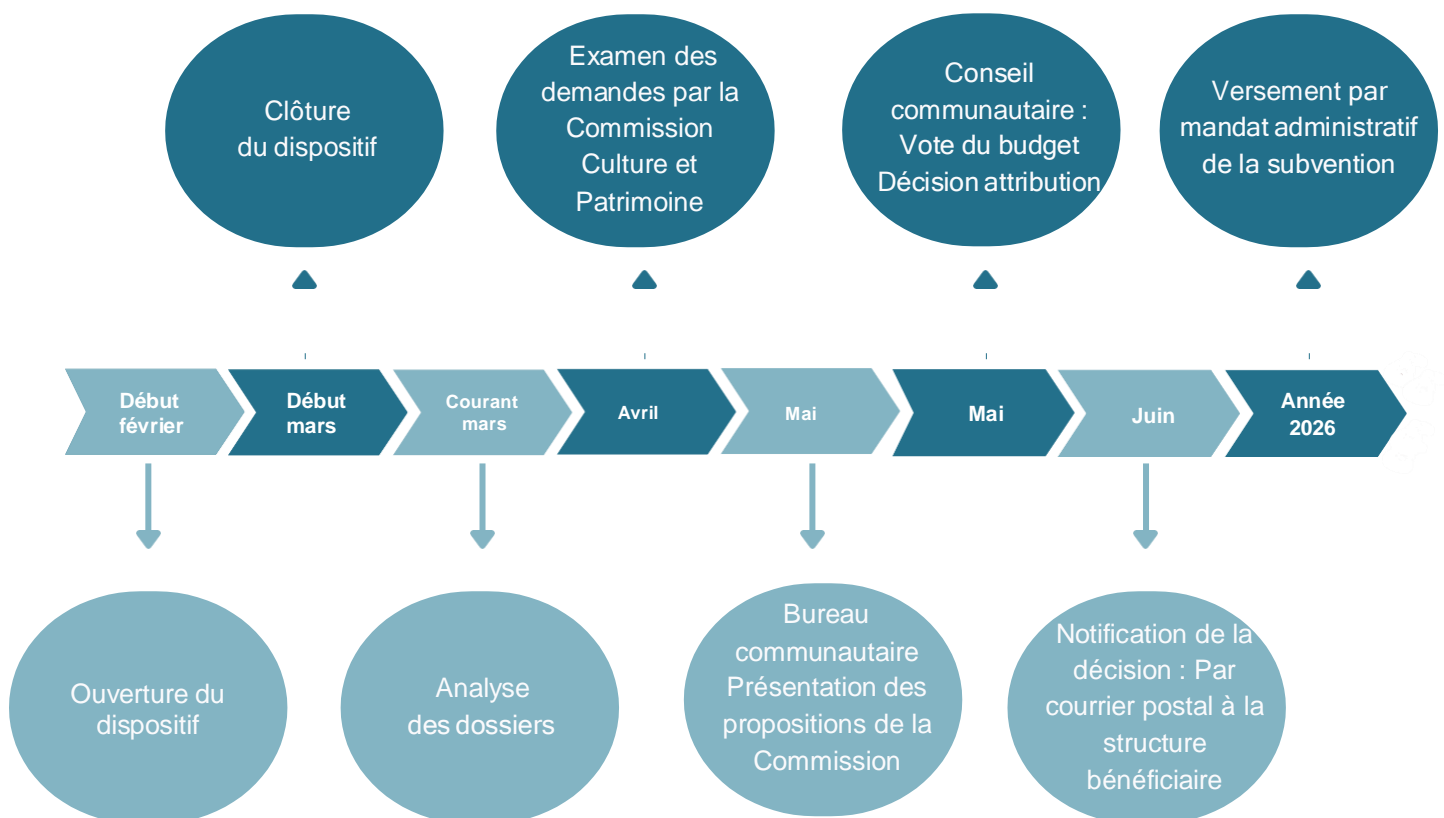 Clôture
du dispositif
Examen des
demandes par la
Commission
Culture et
Patrimoine
Conseil
communautaire :
Vote du budget
Décision attribution
Versement par
mandat administratif
de la subvention
Début
février
Début
mars
Courant
mars
Avril
Mai
Mai
Juin
Année
2026
Ouverture du
dispositif
Analyse
des dossiers
Bureau
communautaire
Présentation des
propositions de la
Commission
Notification de la
décision : Par
courrier postal à la
structure
bénéficiaire